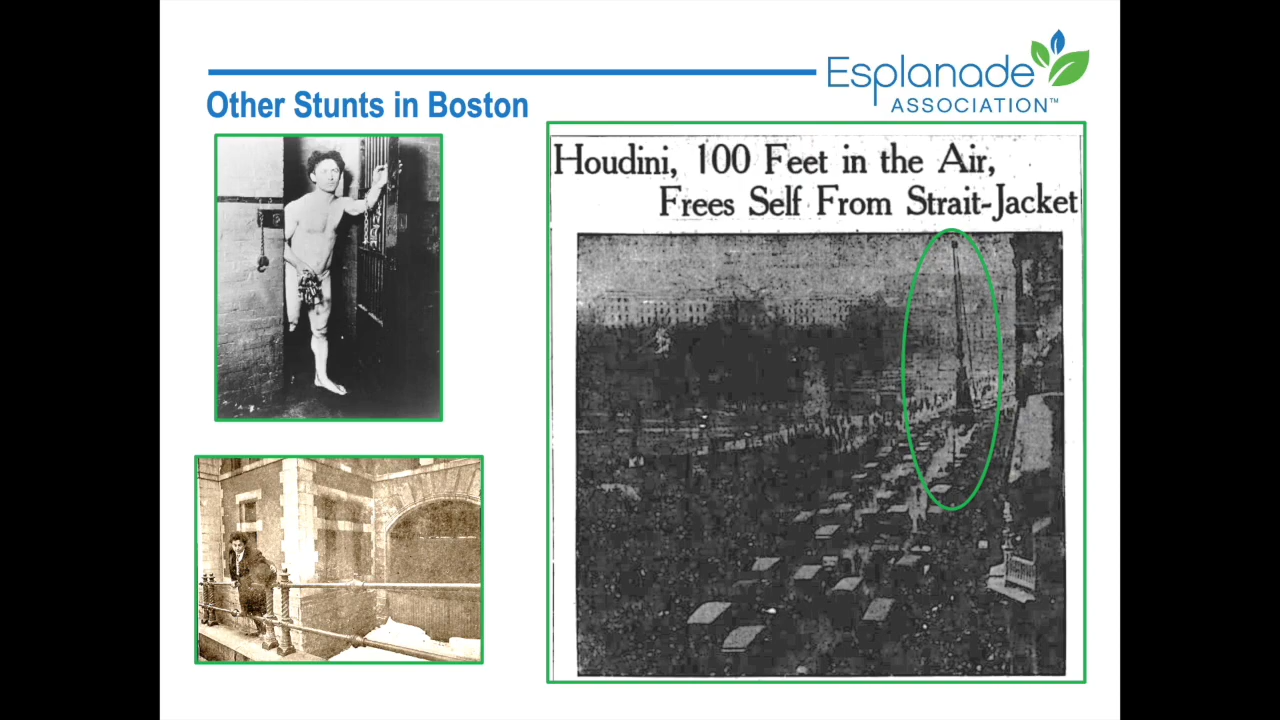 Esplanade
ASSOCIATION™
Other Stunts in Boston
Houdini, 100 Feet in the Air,
Frees Self From Strait-Jacket